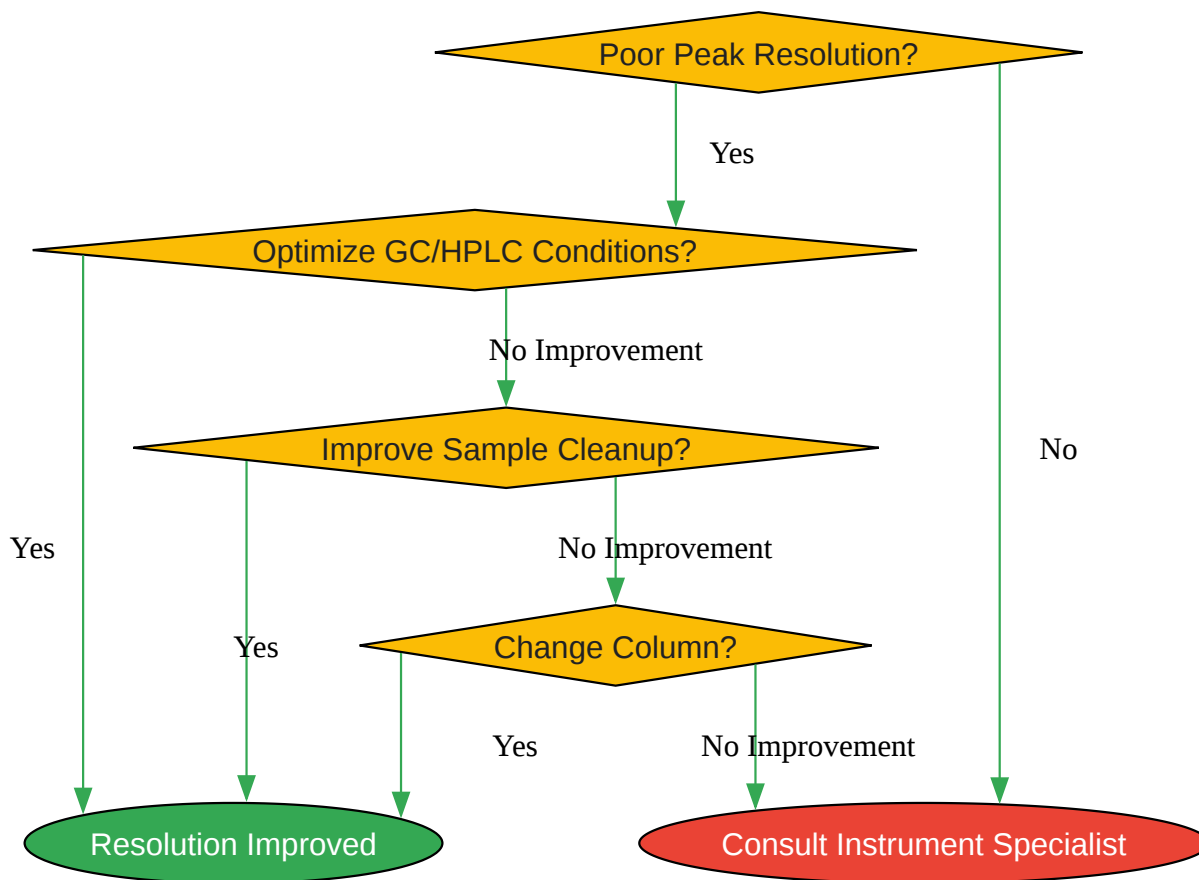 Poor Peak Resolution?
Yes
Optimize GC/HPLC Conditions?
No Improvement
Improve Sample Cleanup?
No
Yes
No Improvement
Yes
Change Column?
Yes
No Improvement
Resolution Improved
Consult Instrument Specialist